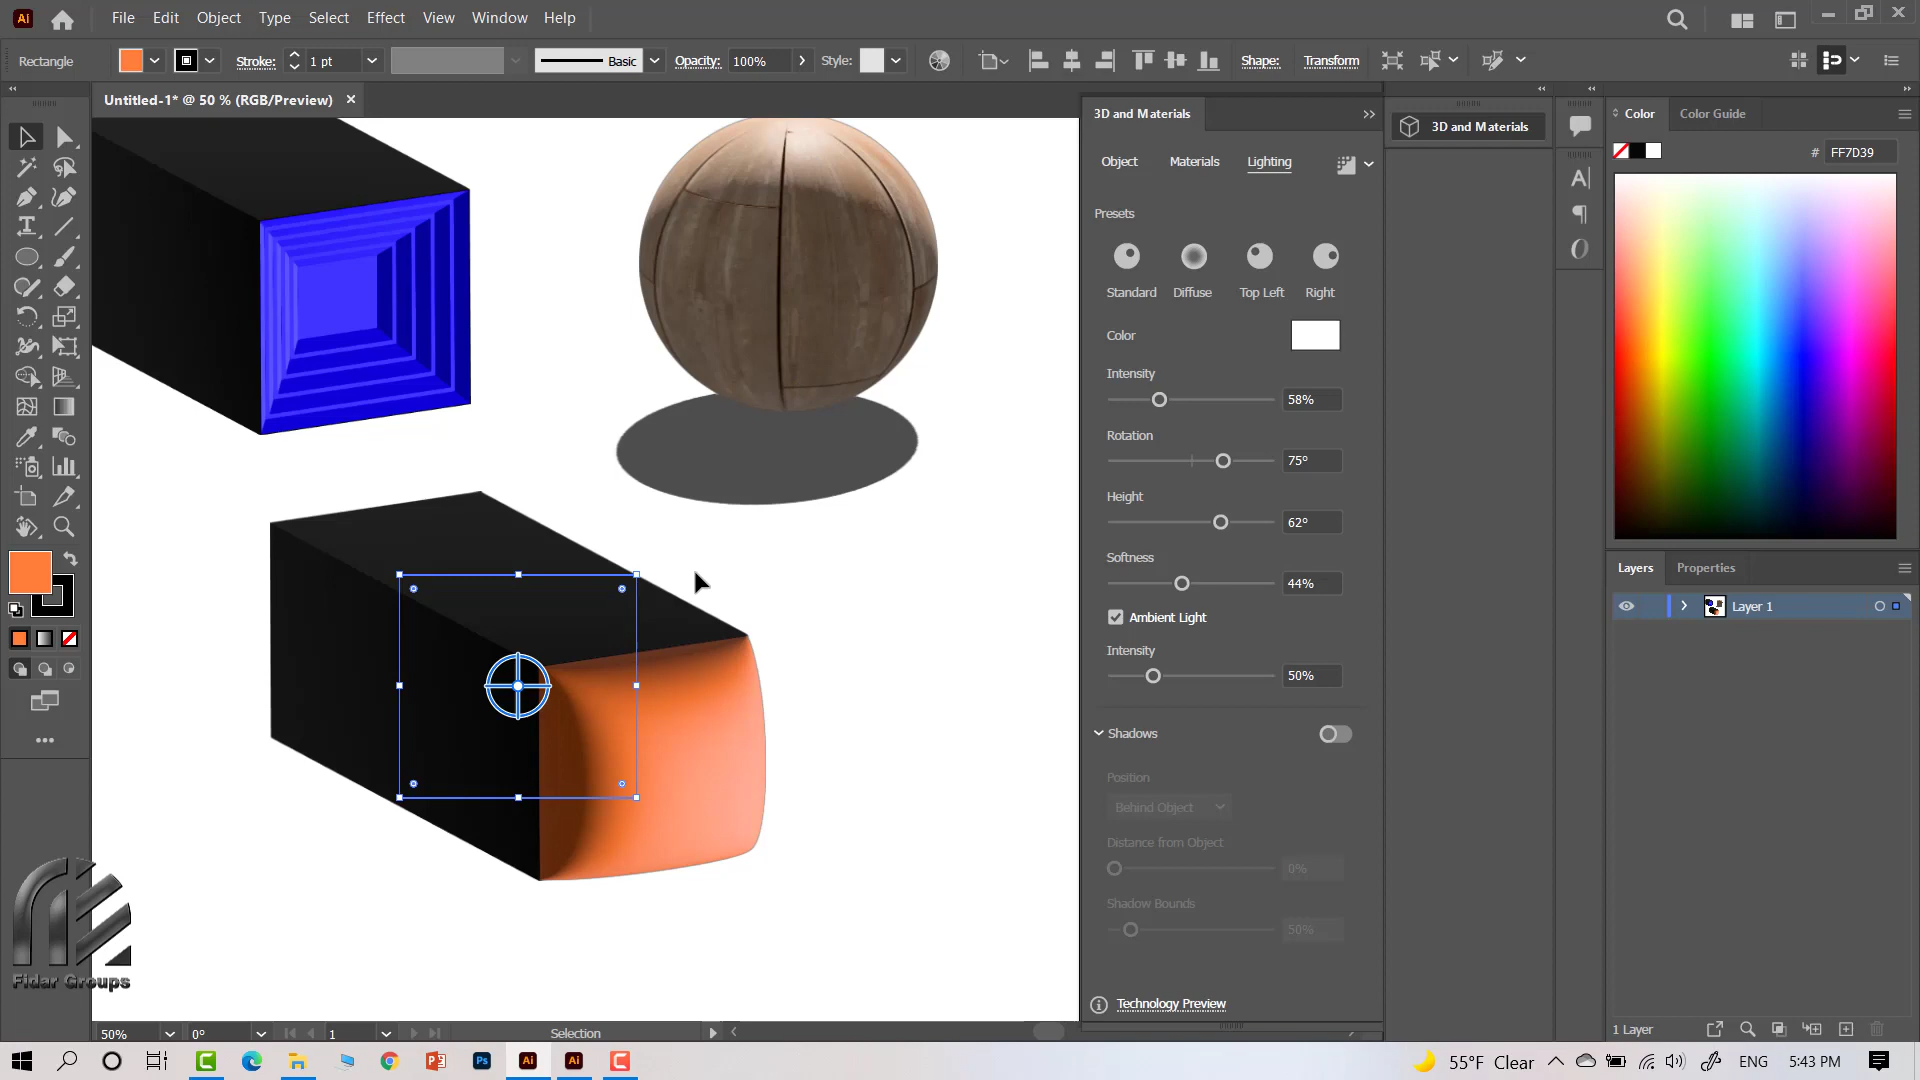 Ai File Edit Object Type Select Effect View Window Help
Rectangle Stroke: 1 pt Basic Opacity: 100% Style: Shape: Transform
Untitled-1* @ 50 % (RGB/Preview) ×
3D and Materials
Object Materials Lighting
Presets
Standard Diffuse Top Left Right
Color
Intensity
58%
Rotation
75°
Height
62°
Softness
44%
Ambient Light
Intensity
50%
Shadows
Position
Behind Object
Distance from Object
0%
Shadow Bounds
50%
Technology Preview
3D and Materials
Color Color Guide
# FF7D39
Layers Properties
Layer 1
1 Layer
Fidar Groups
50% 0° 1 Selection
55°F Clear ENG 5:43 PM